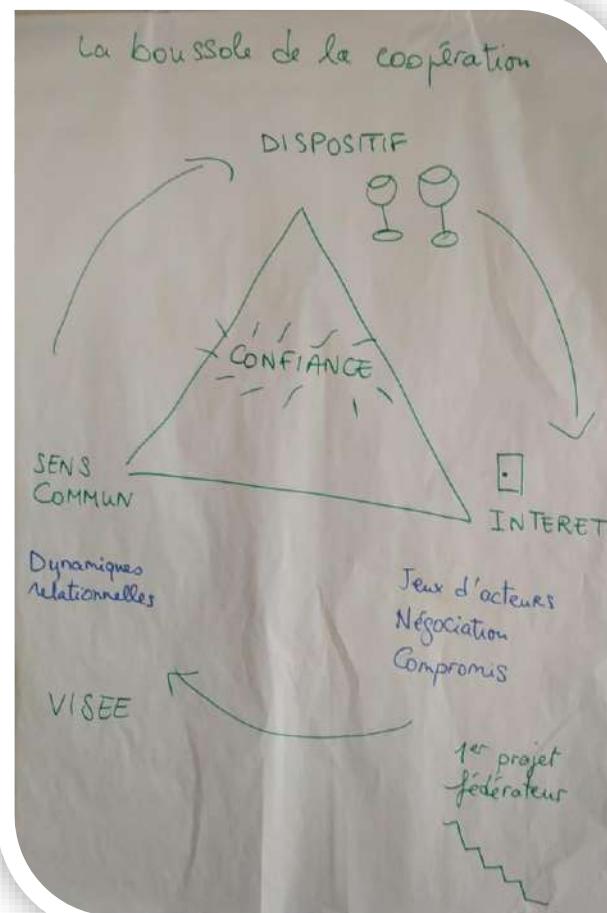 La boussole de la coopération
DISPOSITIF
CONFIANCE
SENS
COMMUN
INTERET
Dynamiques
relationnelles
Jeux d'acteurs
Négociation
Compromis
VISEE
1er projet
fédérateur